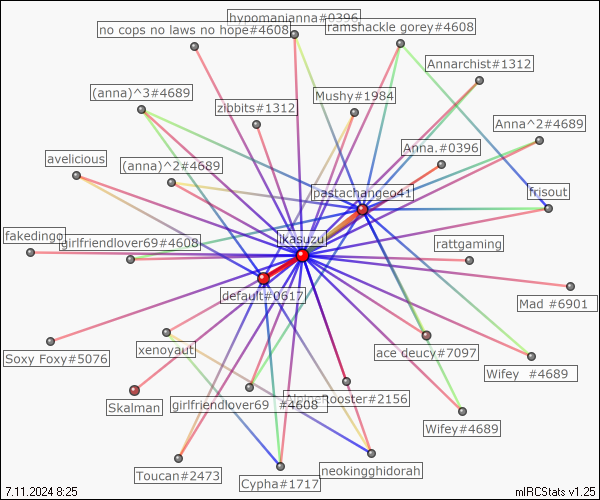 hypomanianna#0396
no cops no laws no hope#4608
ramshackle gorey#4608
Annarchist#1312
(anna)^3#4689
Mushy#1984
zibbits#1312
Anna^2#4689
Anna.#0396
avelicious
(anna)^2#4689
pastachangeo41
frisout
fakedingo
girlfriendlover69#4608
lkasuzu
rattgaming
default#0617
Mad #6901
Soxy Foxy#5076
xenoyaut
ace deucy#7097
Wifey #4689
#2156
Skalman
girlfriendlover69 #4608
Wifey#4689
Toucan#2473
neokingghidorah
Cypha#1717
7.11.2024 8:25
mIRCStats v1.25